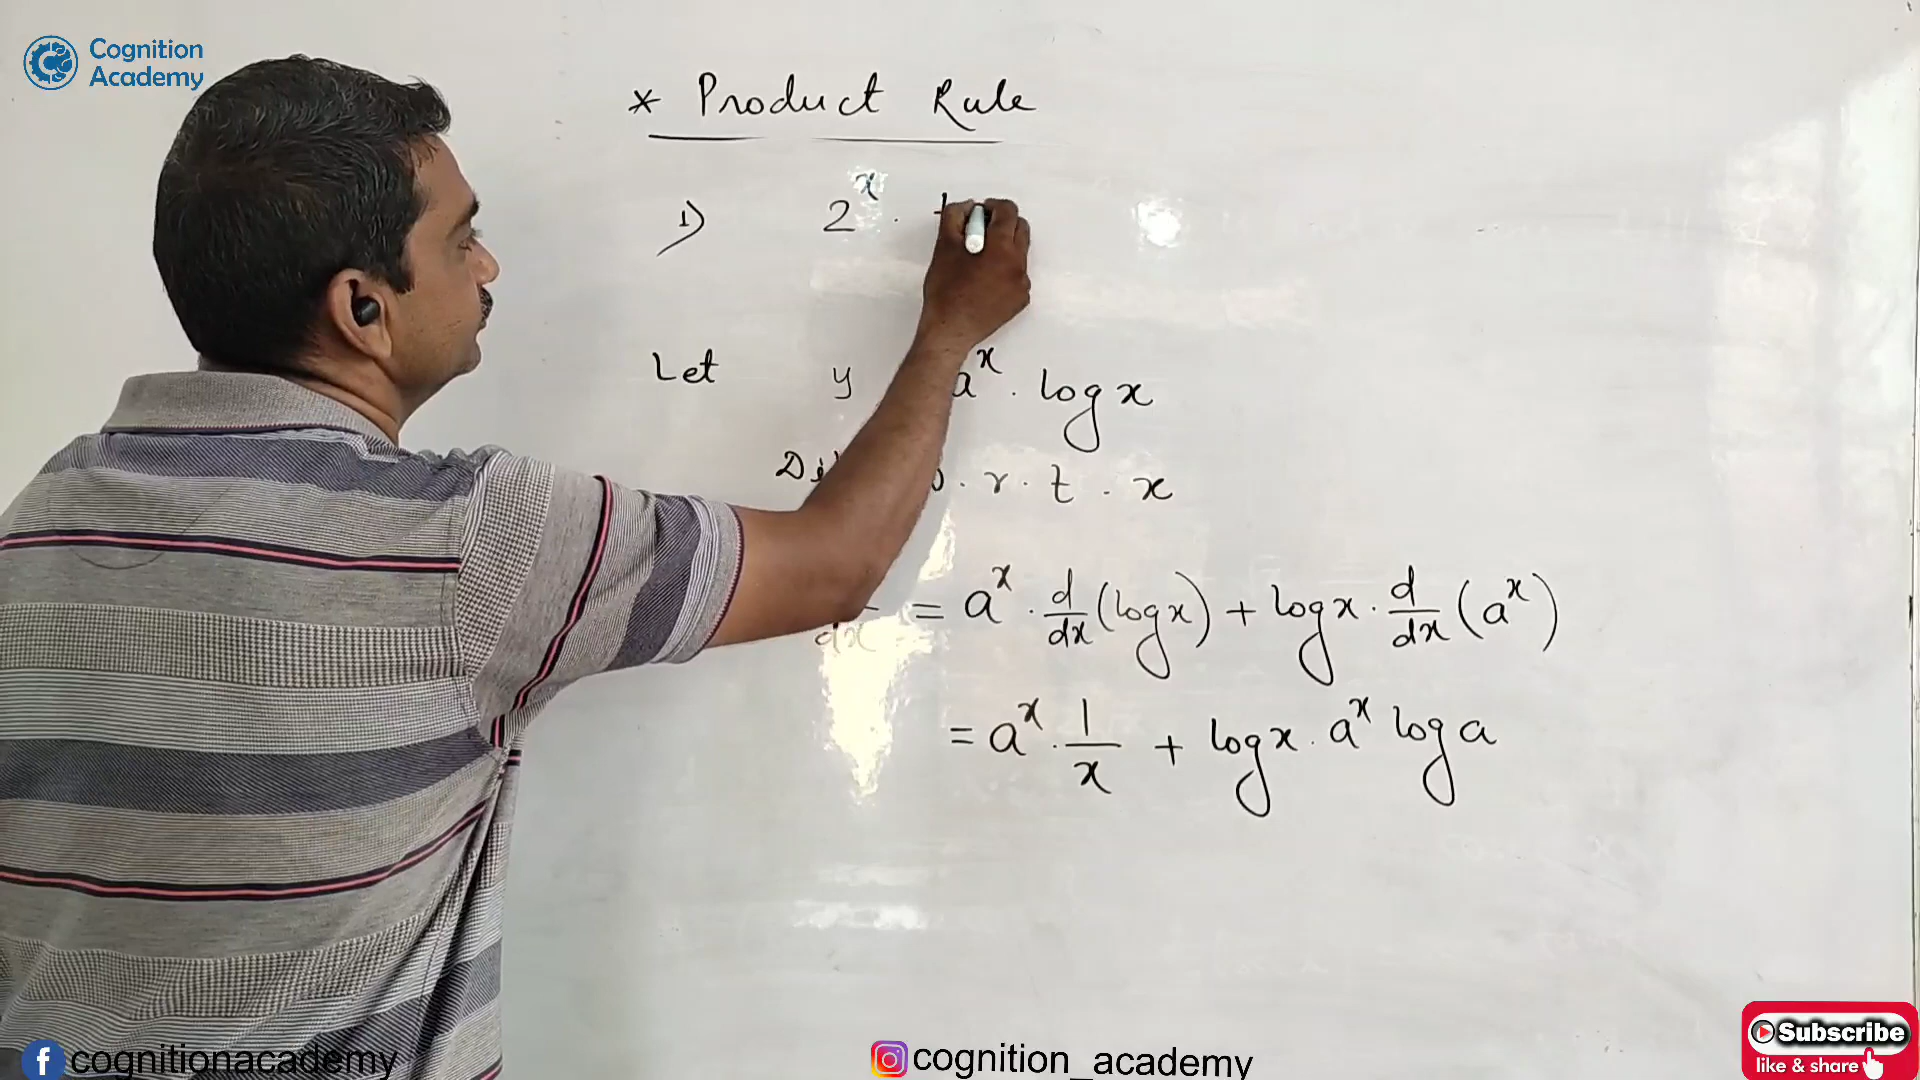 Cognition
Academy
* Product Rule
1) 2^x .
Let y a^x . log x
. r . t . x
dx = a^x . d/dx (log x) + log x . d/dx (a^x)
= a^x . 1/x + log x . a^x log a
cognitionacademy
cognition_academy
Subscribe
like & share